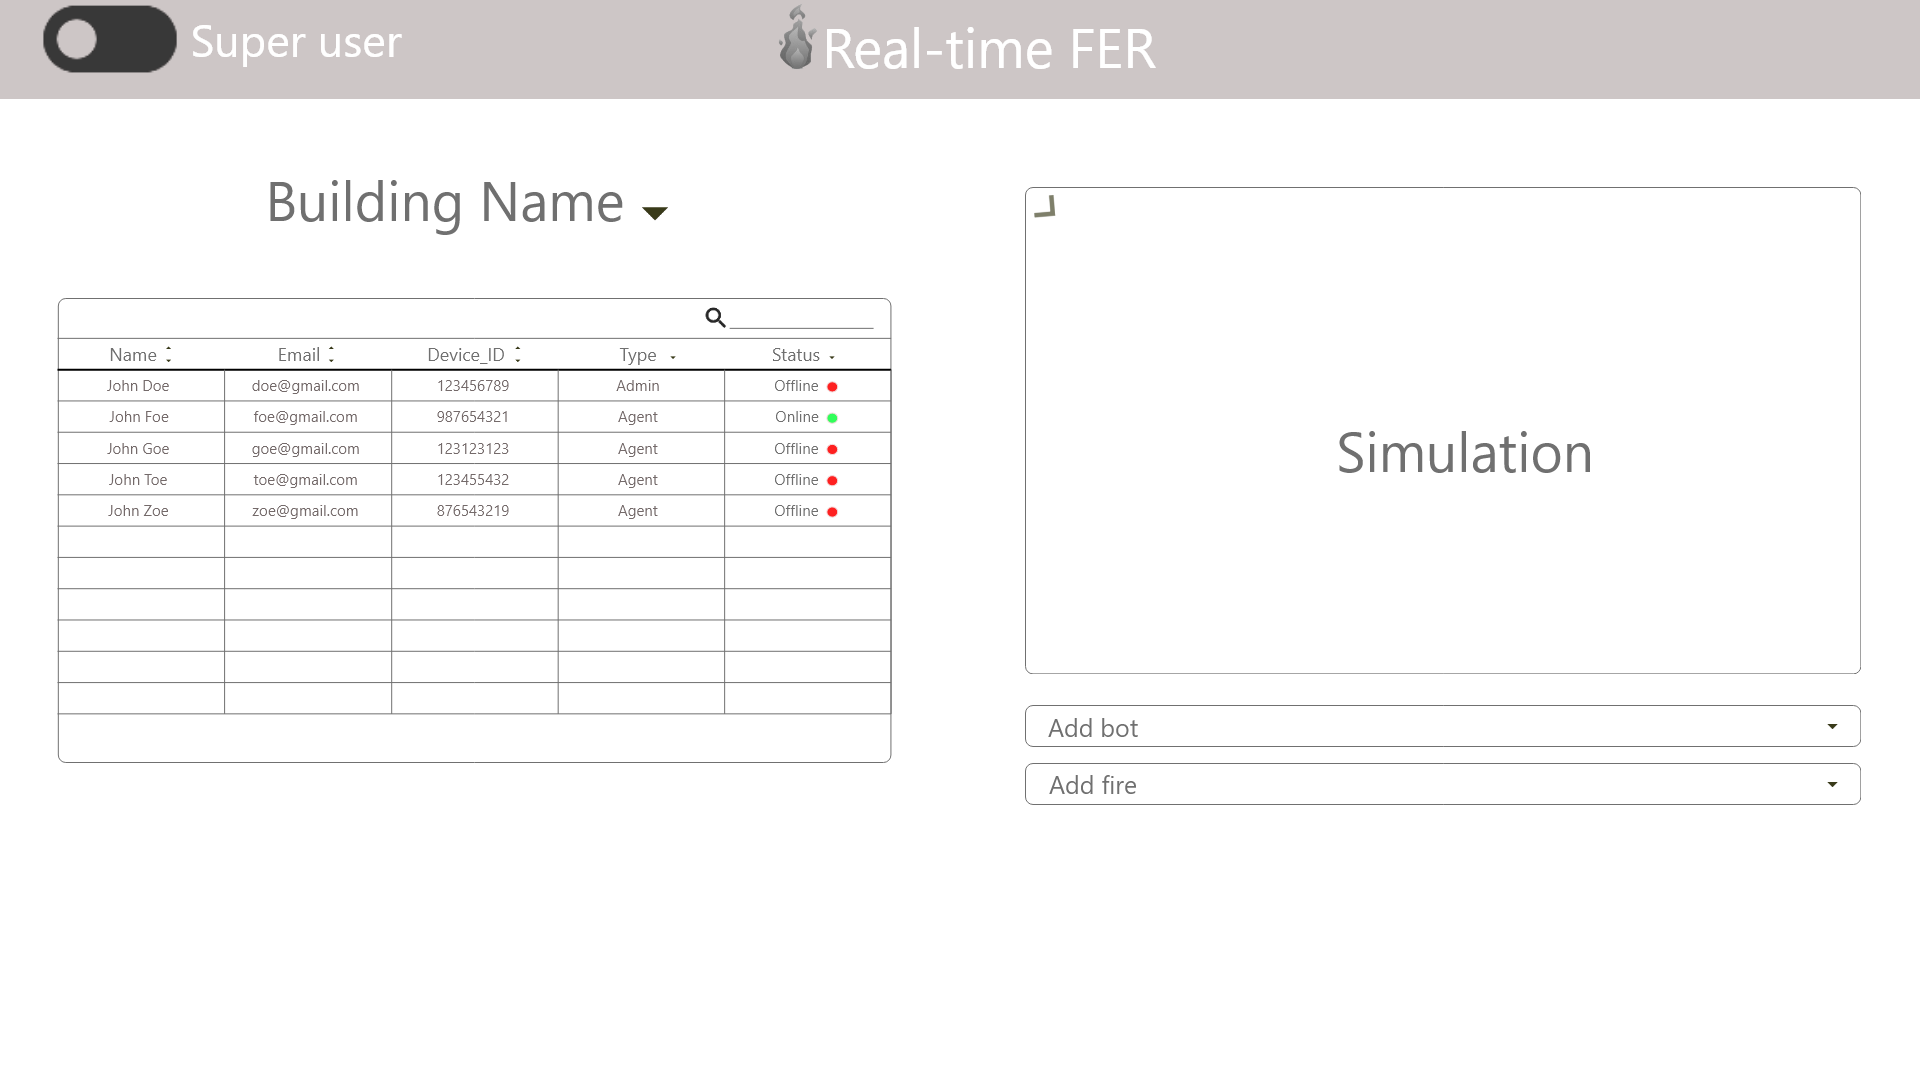 Super user
Real-time FER
Building Name
Name Email Device_ID Type Status
John Doe doe@gmail.com 123456789 Admin Offline
John Foe foe@gmail.com 987654321 Agent Online
John Goe goe@gmail.com 123123123 Agent Offline
John Toe toe@gmail.com 123455432 Agent Offline
John Zoe zoe@gmail.com 876543219 Agent Offline
Simulation
Add bot
Add fire